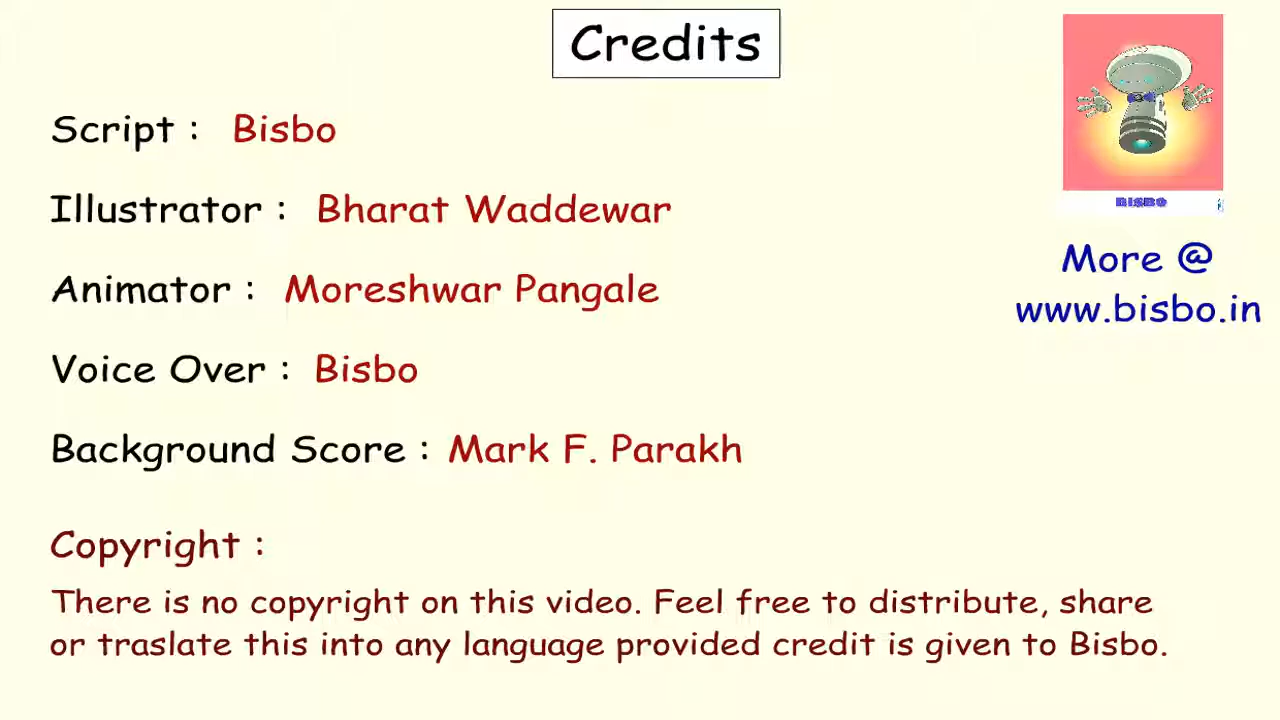 Credits
Script : Bisbo
Illustrator : Bharat Waddewar
Animator : Moreshwar Pangale
Voice Over : Bisbo
Background Score : Mark F. Parakh
Copyright :
There is no copyright on this video. Feel free to distribute, share
or traslate this into any language provided credit is given to Bisbo.
BISBO
More @
www.bisbo.in